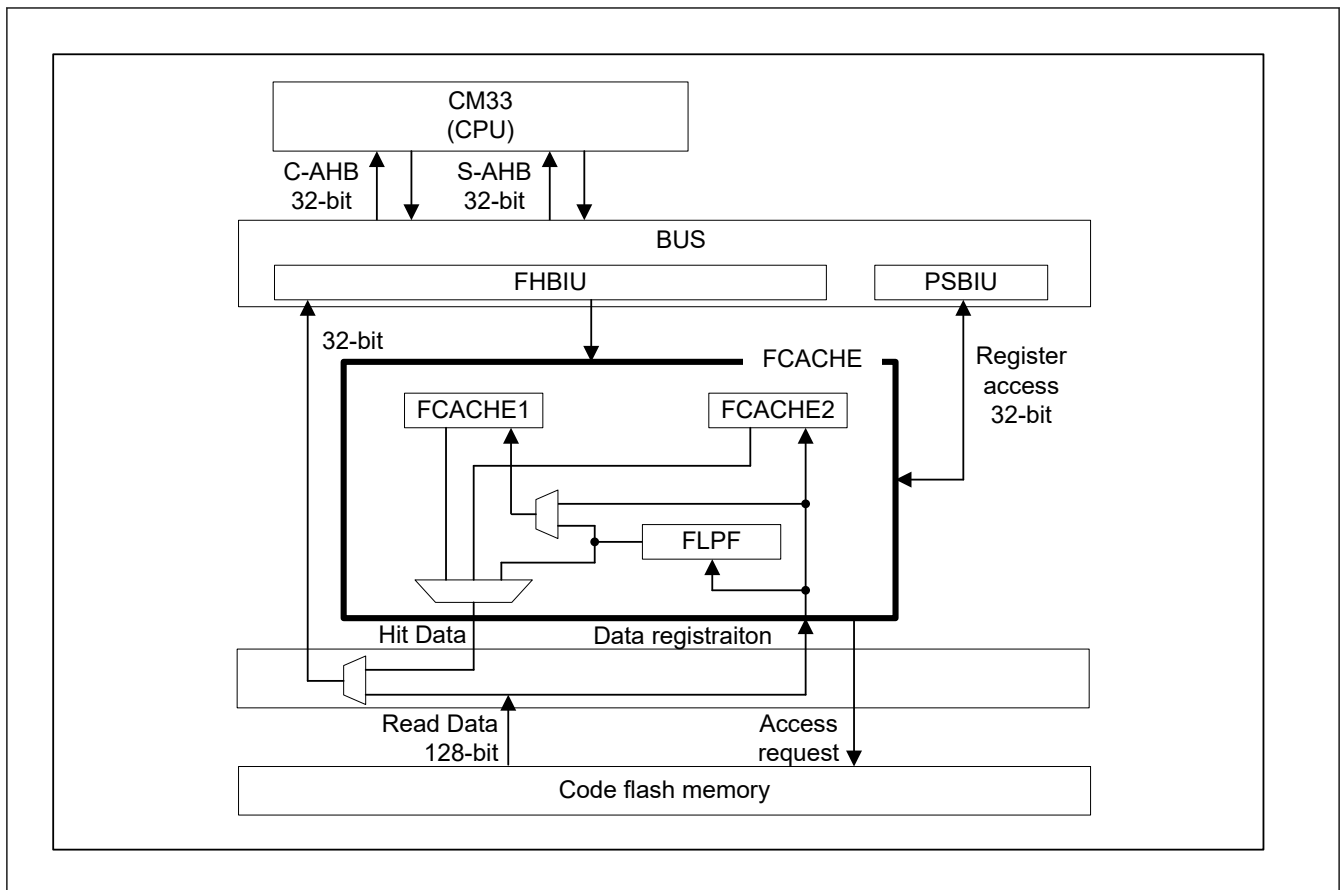 CM33
(CPU)
C-AHB
32-bit
S-AHB
32-bit
BUS
FHBIU
PSBIU
32-bit
FCACHE
Register
access
32-bit
FCACHE1
FCACHE2
FLPF
Hit Data
Data registraiton
Read Data
128-bit
Access
request
Code flash memory